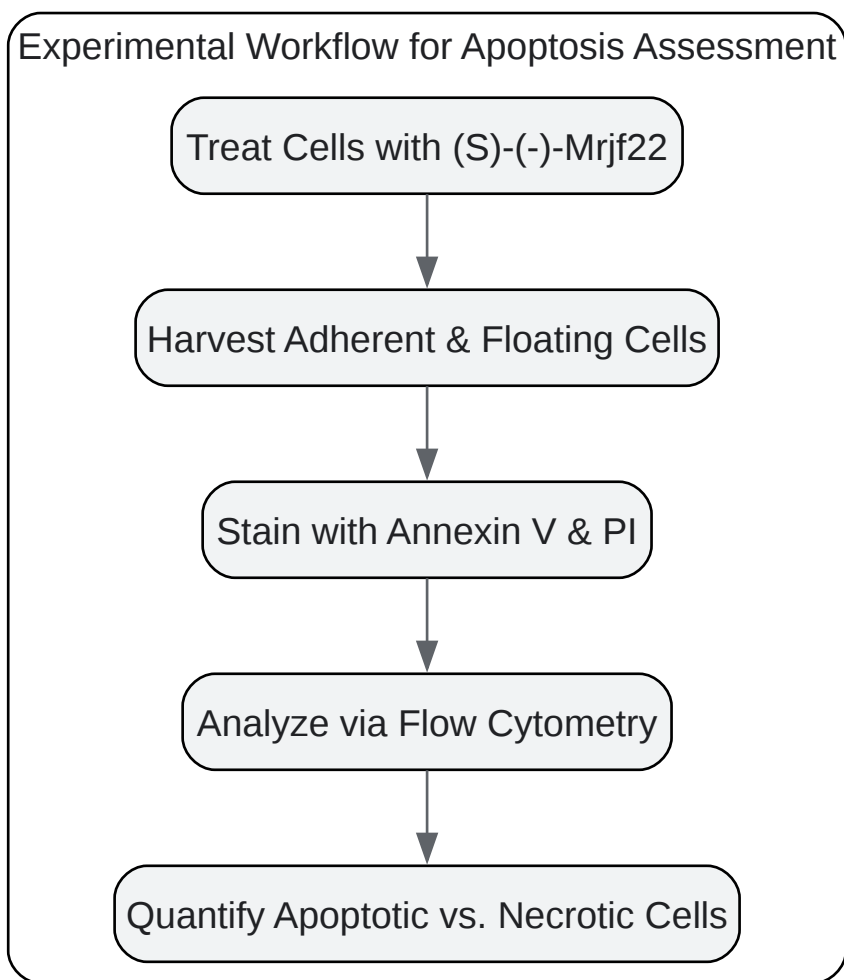 Experimental Workflow for Apoptosis Assessment
Treat Cells with (S)-(-)-Mrjf22
Harvest Adherent & Floating Cells
Stain with Annexin V & PI
Analyze via Flow Cytometry
Quantify Apoptotic vs. Necrotic Cells